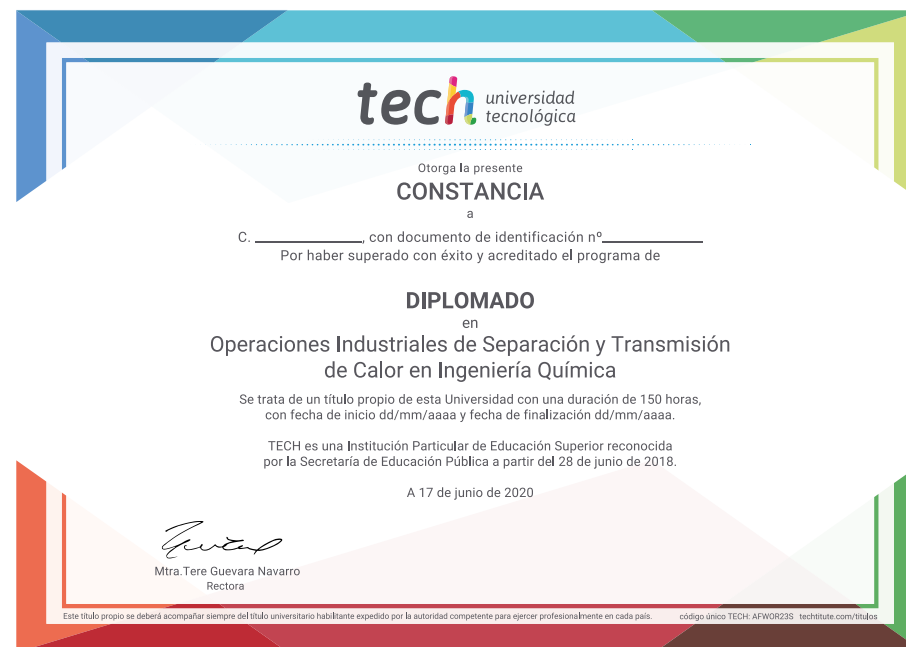 tech universidad
tecnológica
Otorga la presente
CONSTANCIA
a
C. ____________, con documento de identificación nº____________
Por haber superado con éxito y acreditado el programa de
DIPLOMADO
en
Operaciones Industriales de Separación y Transmisión
de Calor en Ingeniería Química
Se trata de un título propio de esta Universidad con una duración de 150 horas,
con fecha de inicio dd/mm/aaaa y fecha de finalización dd/mm/aaaa.
TECH es una Institución Particular de Educación Superior reconocida
por la Secretaría de Educación Pública a partir del 28 de junio de 2018.
A 17 de junio de 2020
Mtra.Tere Guevara Navarro
Rectora
Este título propio se deberá acompañar siempre del título universitario habilitante expedido por la autoridad competente para ejercer profesionalmente en cada país. código único TECH: AFWOR23S techtitute.com/titulos